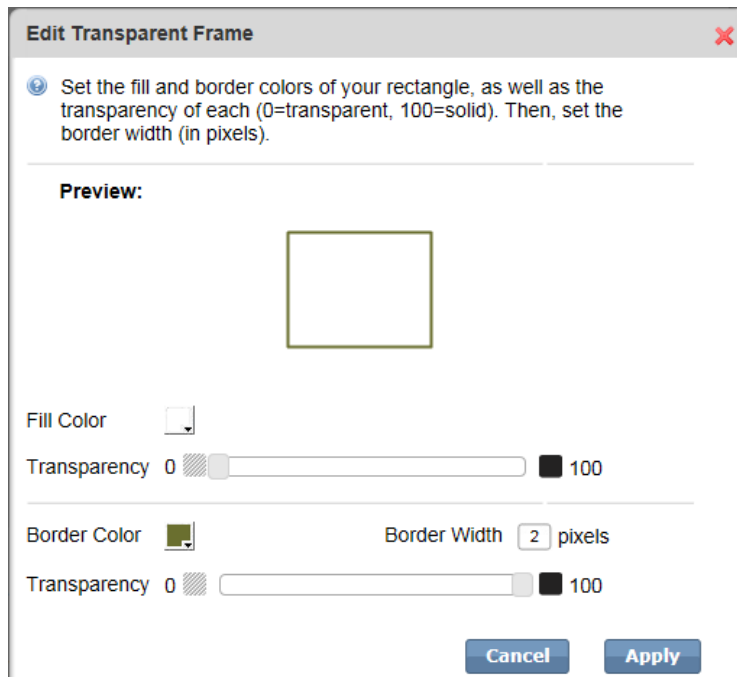 Edit Transparent Frame
Set the fill and border colors of your rectangle, as well as the
transparency of each (0=transparent, 100=solid). Then, set the
border width (in pixels).
Preview:
Fill Color
Transparency 0 100
Border Color Border Width 2 pixels
Transparency 0 100
Cancel Apply